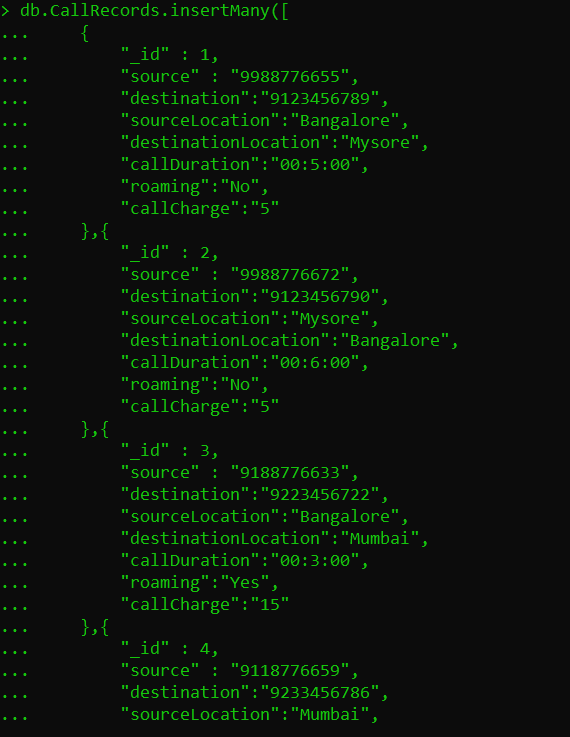 > db.CallRecords.insertMany([
...     {
...         "_id" : 1,
...         "source" : "9988776655",
...         "destination":"9123456789",
...         "sourceLocation":"Bangalore",
...         "destinationLocation":"Mysore",
...         "callDuration":"00:5:00",
...         "roaming":"No",
...         "callCharge":"5"
...     },{
...         "_id" : 2,
...         "source" : "9988776672",
...         "destination":"9123456790",
...         "sourceLocation":"Mysore",
...         "destinationLocation":"Bangalore",
...         "callDuration":"00:6:00",
...         "roaming":"No",
...         "callCharge":"5"
...     },{
...         "_id" : 3,
...         "source" : "9188776633",
...         "destination":"9223456722",
...         "sourceLocation":"Bangalore",
...         "destinationLocation":"Mumbai",
...         "callDuration":"00:3:00",
...         "roaming":"Yes",
...         "callCharge":"15"
...     },{
...         "_id" : 4,
...         "source" : "9118776659",
...         "destination":"9233456786",
...         "sourceLocation":"Mumbai",